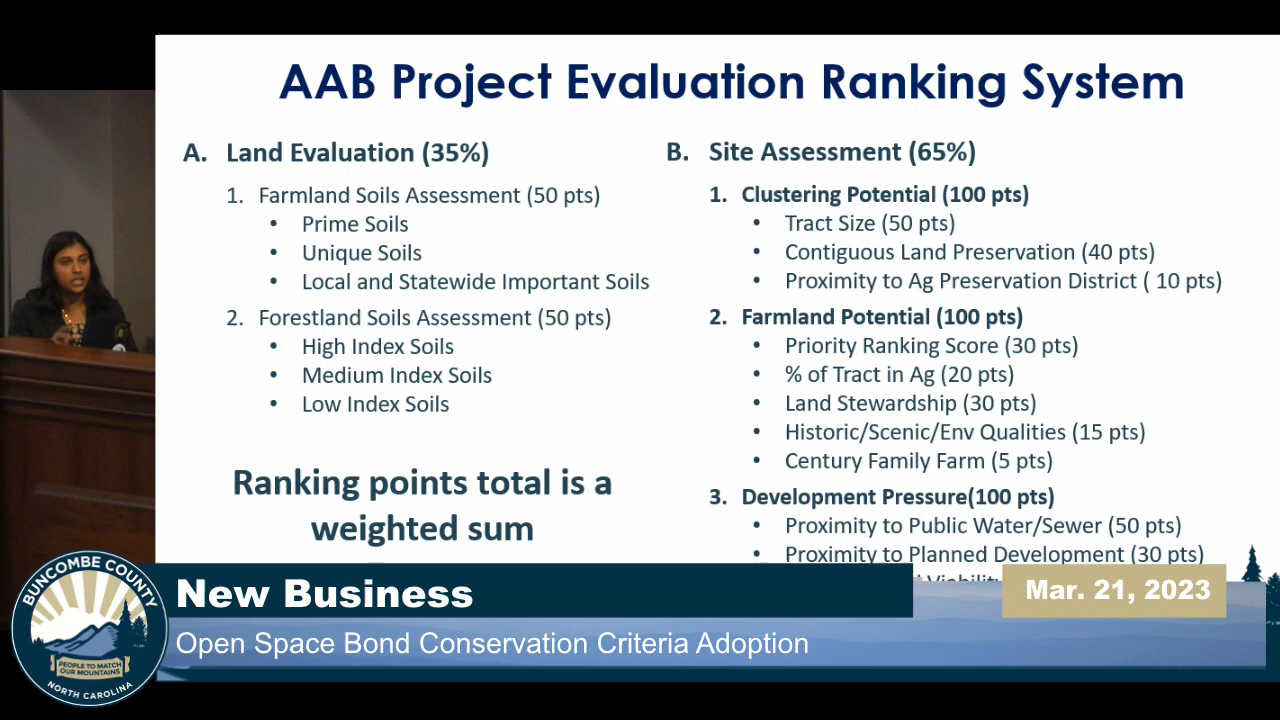 AAB Project Evaluation Ranking System
A. Land Evaluation (35%)
1. Farmland Soils Assessment (50 pts)
• Prime Soils
• Unique Soils
• Local and Statewide Important Soils
2. Forestland Soils Assessment (50 pts)
• High Index Soils
• Medium Index Soils
• Low Index Soils
Ranking points total is a
weighted sum
B. Site Assessment (65%)
1. Clustering Potential (100 pts)
• Tract Size (50 pts)
• Contiguous Land Preservation (40 pts)
• Proximity to Ag Preservation District ( 10 pts)
2. Farmland Potential (100 pts)
• Priority Ranking Score (30 pts)
• % of Tract in Ag (20 pts)
• Land Stewardship (30 pts)
• Historic/Scenic/Env Qualities (15 pts)
• Century Family Farm (5 pts)
3. Development Pressure(100 pts)
• Proximity to Public Water/Sewer (50 pts)
• Proximity to Planned Development (30 pts)
Viability
New Business
Mar. 21, 2023
Open Space Bond Conservation Criteria Adoption
BUNCOMBE COUNTY
PEOPLE TO MATCH
OUR MOUNTAINS
NORTH CAROLINA